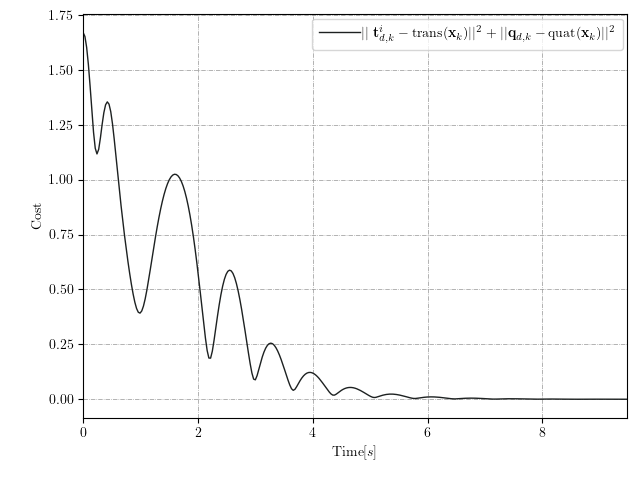 1.75
1.50
1.25
1.00
0.75
0.50
0.25
0.00
Cost
|| t^i_{d,k} − trans(x_k)||² + ||q_{d,k} − quat(x_k)||²
0 2 4 6 8
Time[s]